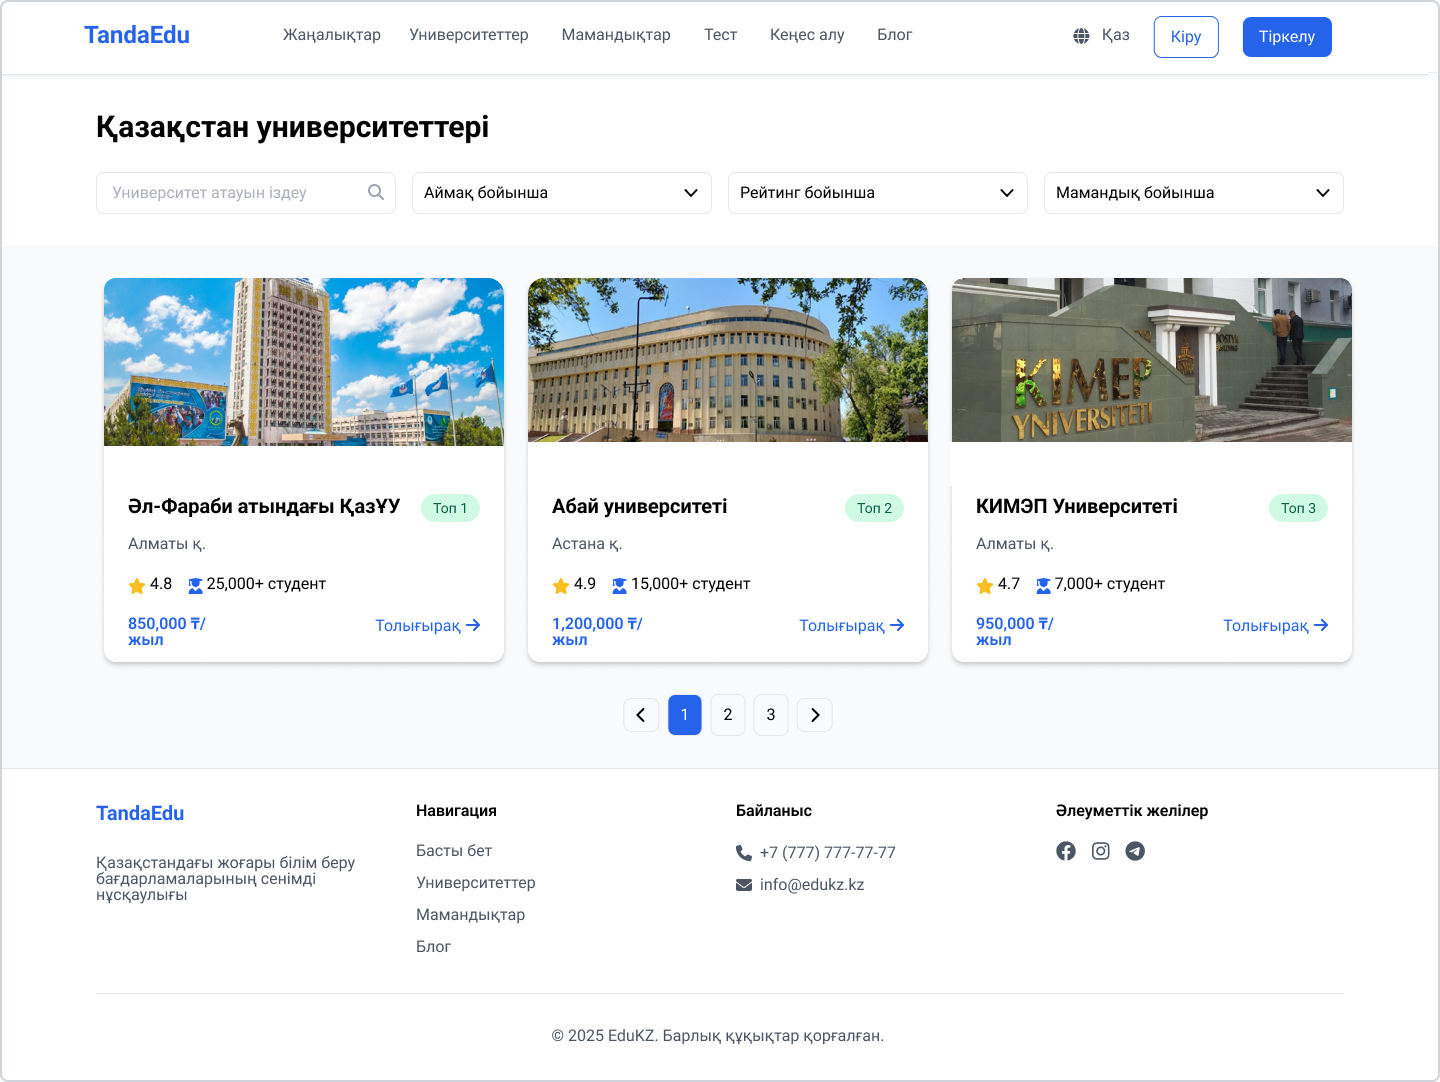 TandaEdu
Жаңалықтар
Университеттер
Мамандықтар
Тест
Кеңес алу
Блог
Қаз
Кіру
Тіркелу
Қазақстан университеттері
Университет атауын іздеу
Аймақ бойынша
Рейтинг бойынша
Мамандық бойынша
KIMEP
УNIVERSITETI
Әл-Фараби атындағы ҚазҰУ
Топ 1
Алматы қ.
4.8
25,000+ студент
850,000 ₸/
жыл
Толығырақ
Абай университеті
Топ 2
Астана қ.
4.9
15,000+ студент
1,200,000 ₸/
жыл
Толығырақ
КИМЭП Университеті
Топ 3
Алматы қ.
4.7
7,000+ студент
950,000 ₸/
жыл
Толығырақ
1
2
3
TandaEdu
Қазақстандағы жоғары білім беру
бағдарламаларының сенімді
нұсқаулығы
Навигация
Басты бет
Университеттер
Мамандықтар
Блог
Байланыс
+7 (777) 777-77-77
info@edukz.kz
Әлеуметтік желілер
© 2025 EduKZ. Барлық құқықтар қорғалған.